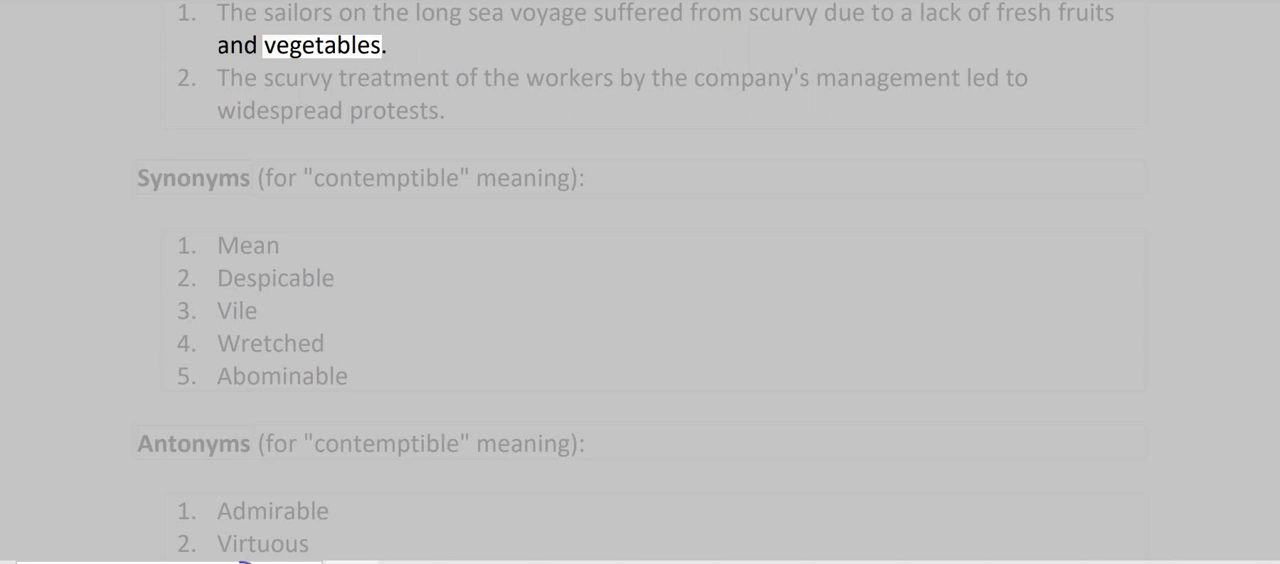 1. The sailors on the long sea voyage suffered from scurvy due to a lack of fresh fruits
and vegetables.
2. The scurvy treatment of the workers by the company's management led to
widespread protests.
Synonyms (for "contemptible" meaning):
1. Mean
2. Despicable
3. Vile
4. Wretched
5. Abominable
Antonyms (for "contemptible" meaning):
1. Admirable
2. Virtuous